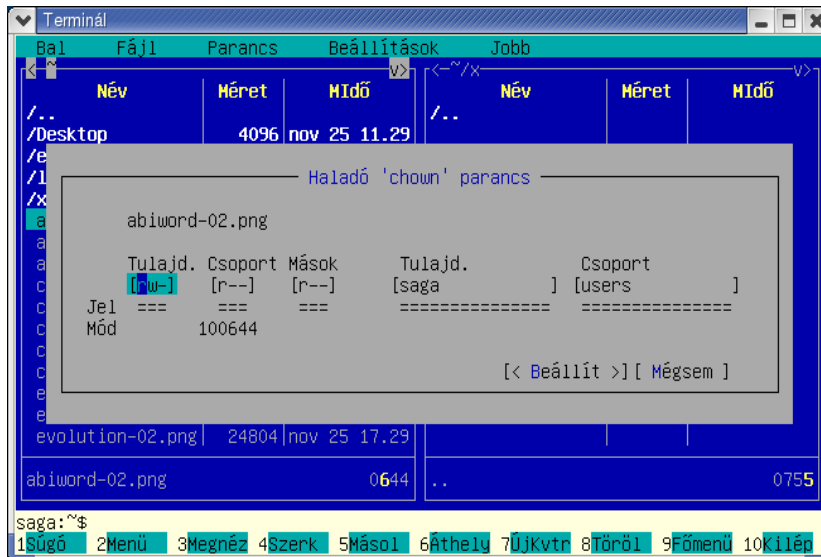 Terminál
Bal Fájl Parancs Beállítások Jobb
<-~ v> <-~/x v>
Név Méret MIdő Név Méret MIdő
/.. /..
/Desktop 4096 nov 25 11.29
/e
/l
/x
Haladó 'chown' parancs
a abiword-02.png
a
a Tulajd. Csoport Mások Tulajd. Csoport
c [rw-] [r--] [r--] [saga ] [users ]
c Jel === === === =============== ===============
c Mód 100644
c
c [< Beállít >][ Mégsem ]
e
e
evolution-02.png 24804 nov 25 17.29
abiword-02.png 0644 .. 0755
saga:~$
1Súgó 2Menü 3Megnéz 4Szerk 5Másol 6Áthely 7ÚjKvtr 8Töröl 9Főmenü 10Kilép